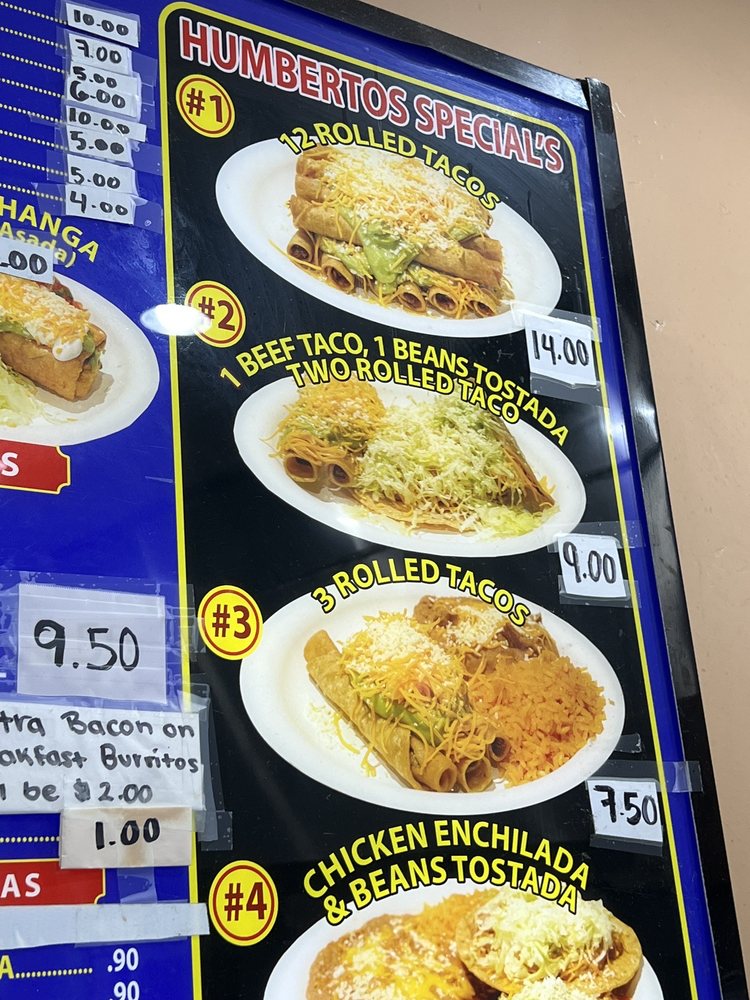 10.00
7.00
5.00
6.00
10.00
5.00
5.00
4.00
HANGA
Asada)
.00
S
9.50
tra Bacon on
akfast Burritos
be $2.00
1.00
AS
A.............. .90
.90
HUMBERTOS SPECIAL'S
#1
12 ROLLED TACOS
14.00
#2
1 BEEF TACO, 1 BEANS TOSTADA
TWO ROLLED TACO
9.00
#3
3 ROLLED TACOS
7.50
#4
CHICKEN ENCHILADA
& BEANS TOSTADA